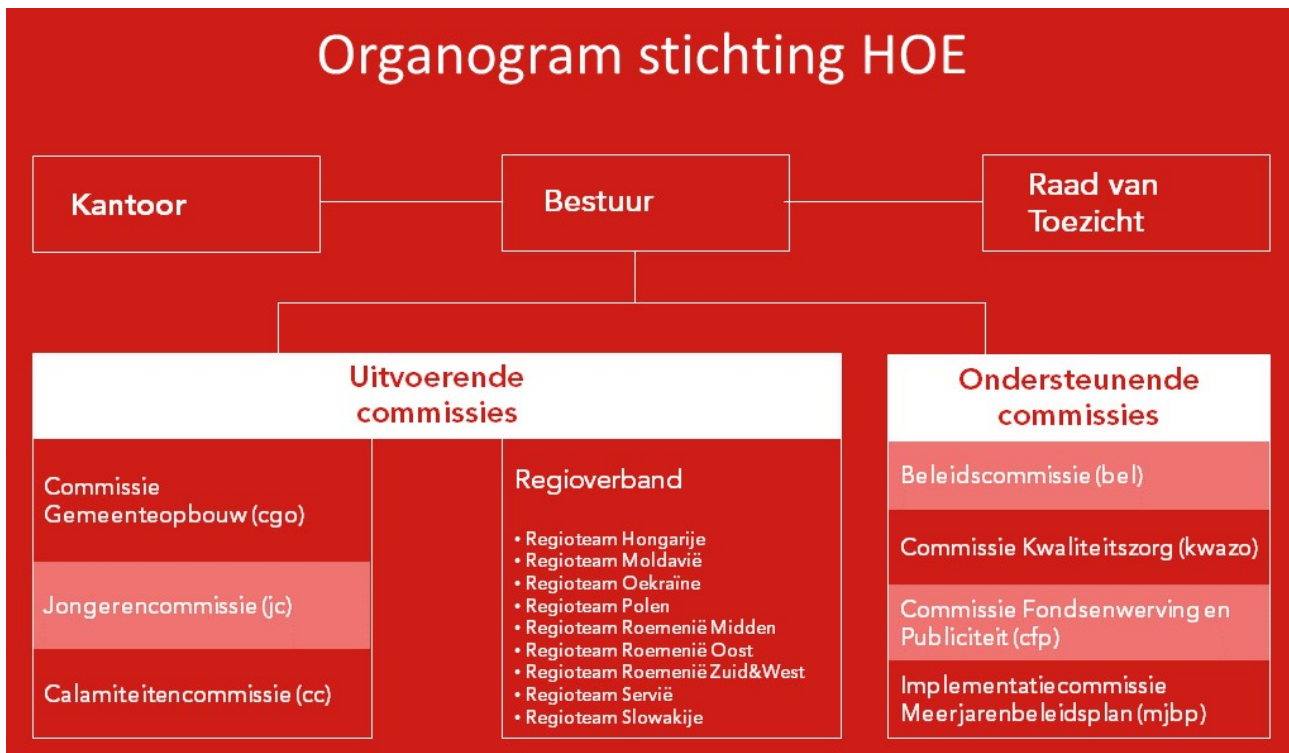 Organogram stichting HOE
Kantoor
Bestuur
Raad van
Toezicht
Uitvoerende
commissies
Commissie
Gemeenteopbouw (cgo)
Jongerencommissie (jc)
Calamiteitencommissie (cc)
Regioverband
• Regioteam Hongarije
• Regioteam Moldavië
• Regioteam Oekraïne
• Regioteam Polen
• Regioteam Roemenië Midden
• Regioteam Roemenië Oost
• Regioteam Roemenië Zuid&West
• Regioteam Servië
• Regioteam Slowakije
Ondersteunende
commissies
Beleidscommissie (bel)
Commissie Kwaliteitszorg (kwazo)
Commissie Fondsenwerving en
Publiciteit (cfp)
Implementatiecommissie
Meerjarenbeleidsplan (mjbp)